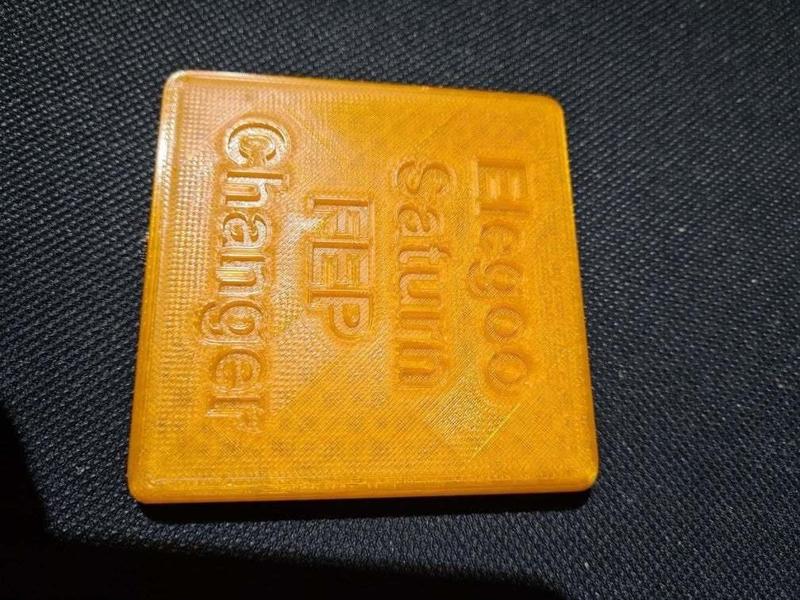 Elegoo
Saturn
FEP
Changer